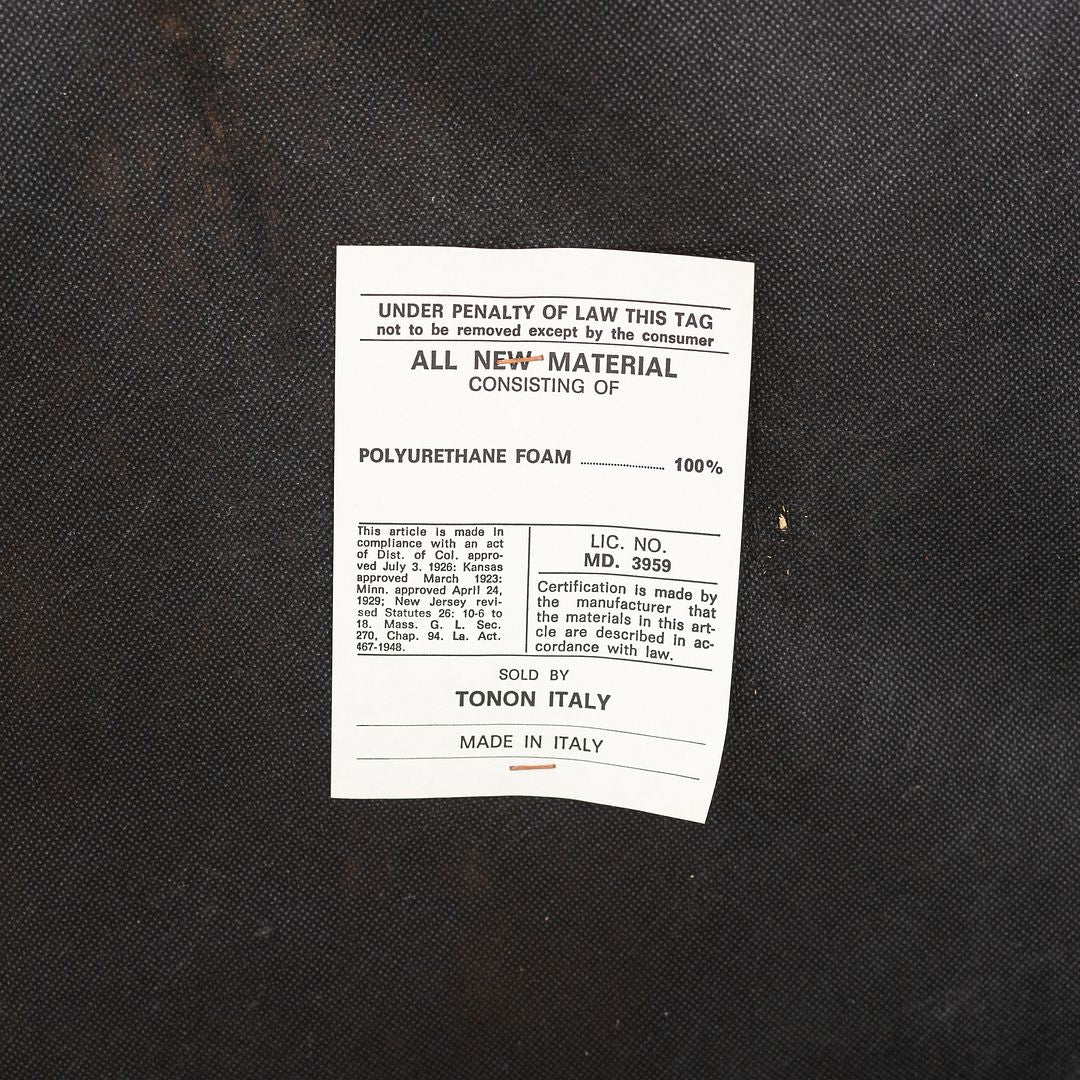 UNDER PENALTY OF LAW THIS TAG
not to be removed except by the consumer
ALL NEW MATERIAL
CONSISTING OF
POLYURETHANE FOAM ........................ 100%
This article is made in
compliance with an act
of Dist. of Col. appro-
ved July 3. 1926: Kansas
approved March 1923:
Minn. approved April 24,
1929; New Jersey revi-
sed Statutes 26: 10-6 to
18. Mass. G. L. Sec.
270, Chap. 94. La. Act.
467-1948.
LIC. NO.
MD. 3959
Certification is made by
the manufacturer that
the materials in this art-
cle are described in ac-
cordance with law.
SOLD BY
TONON ITALY
MADE IN ITALY